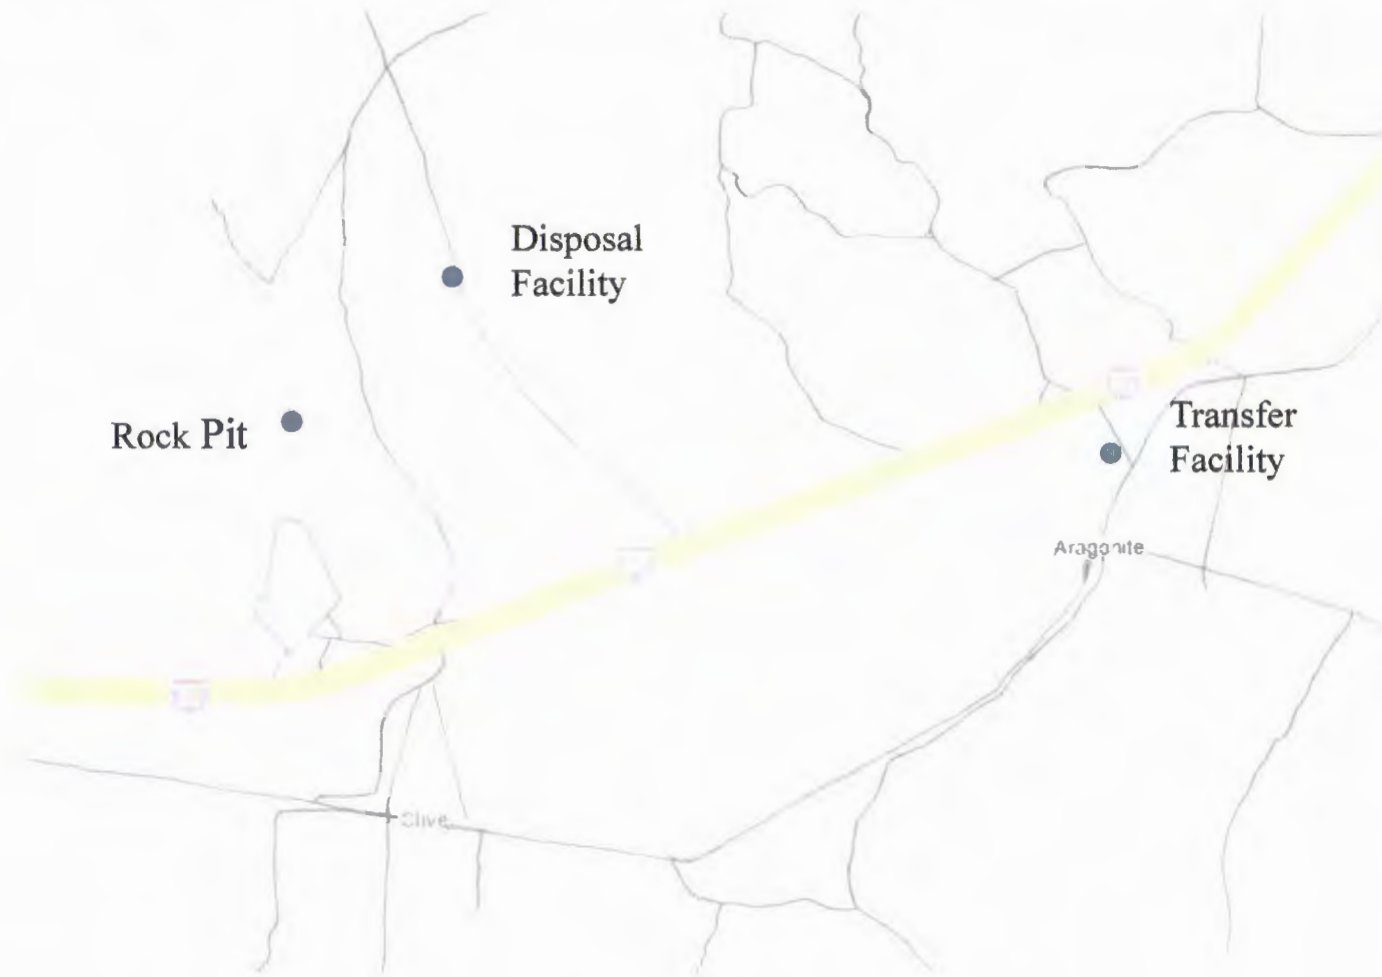 Disposal
Facility
Rock Pit
Transfer
Facility
Aragonite
Clive